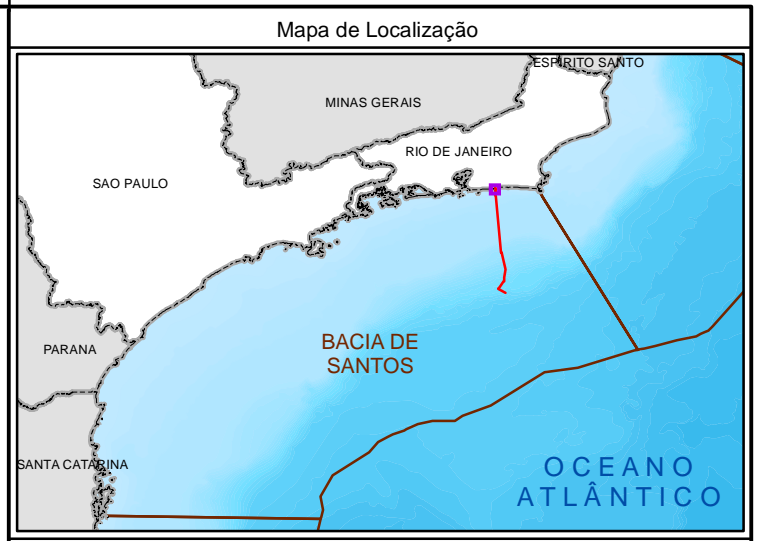 Mapa de Localização
ESPIRITO SANTO
MINAS GERAIS
RIO DE JANEIRO
SAO PAULO
PARANA
BACIA DE
SANTOS
SANTA CATARINA
OCEANO
ATLÂNTICO